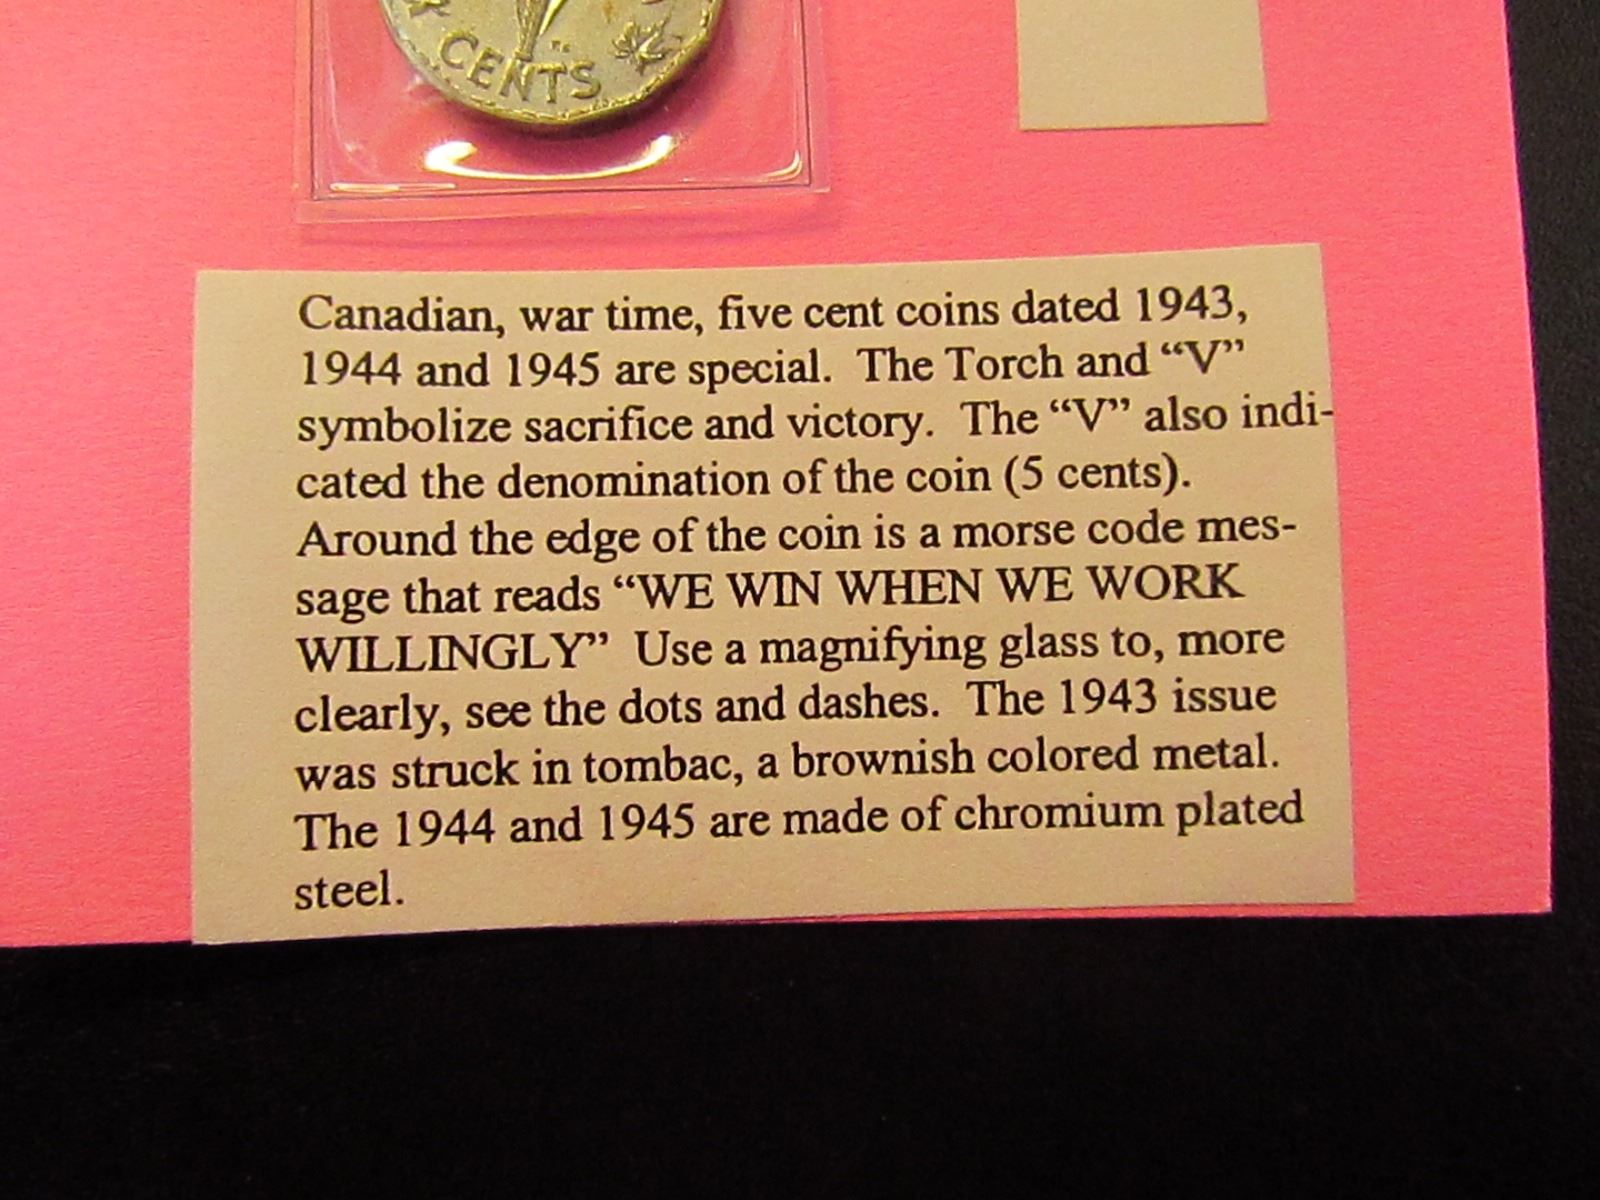 CENTS
Canadian, war time, five cent coins dated 1943,
1944 and 1945 are special. The Torch and “V”
symbolize sacrifice and victory. The “V” also indi-
cated the denomination of the coin (5 cents).
Around the edge of the coin is a morse code mes-
sage that reads “WE WIN WHEN WE WORK
WILLINGLY” Use a magnifying glass to, more
clearly, see the dots and dashes. The 1943 issue
was struck in tombac, a brownish colored metal.
The 1944 and 1945 are made of chromium plated
steel.